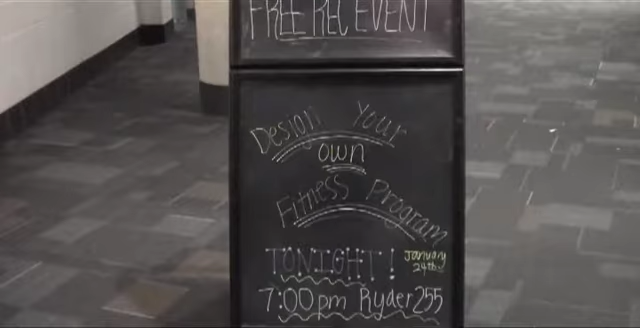 FREE REC EVENT
Design Your
own
Fitness Program
TONIGHT! January
24th
7:00pm Ryder 255